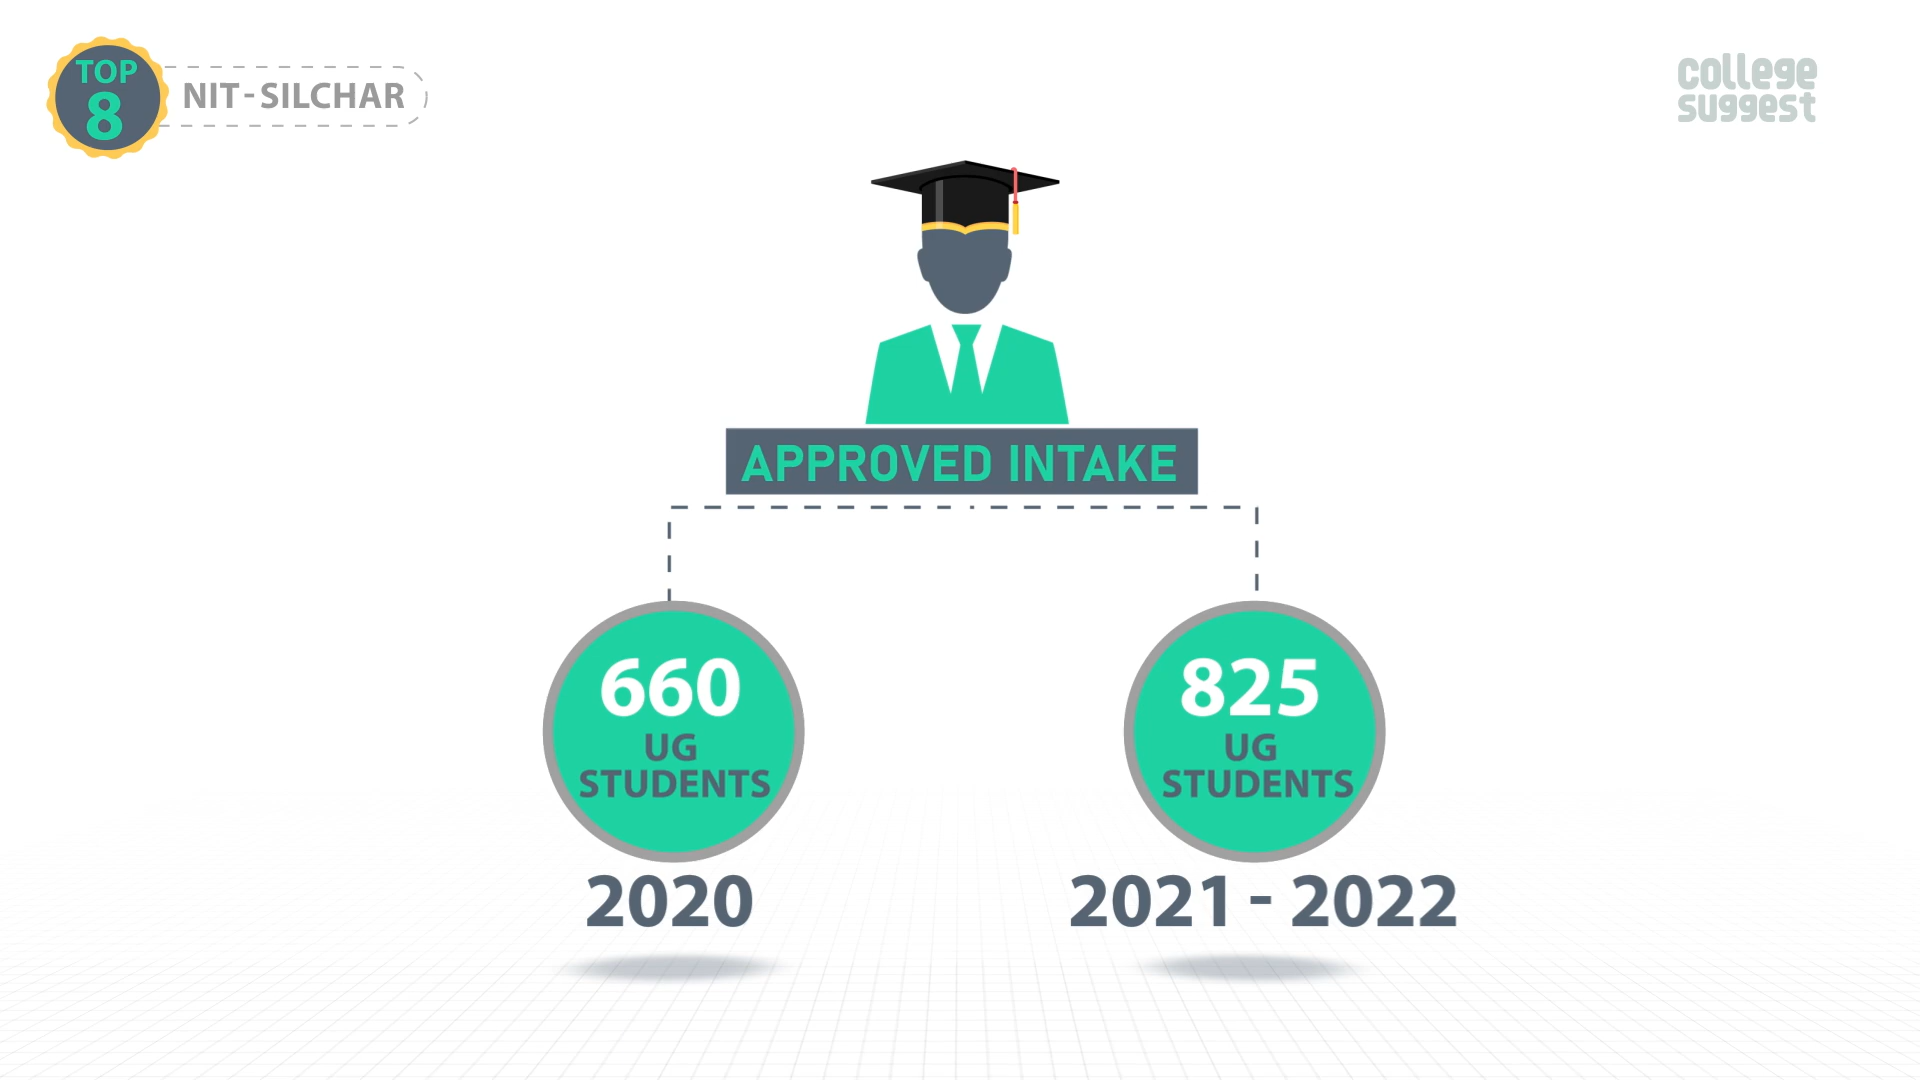 TOP
8
NIT-SILCHAR
college
suggest
APPROVED INTAKE
660
UG
STUDENTS
2020
825
UG
STUDENTS
2021 - 2022